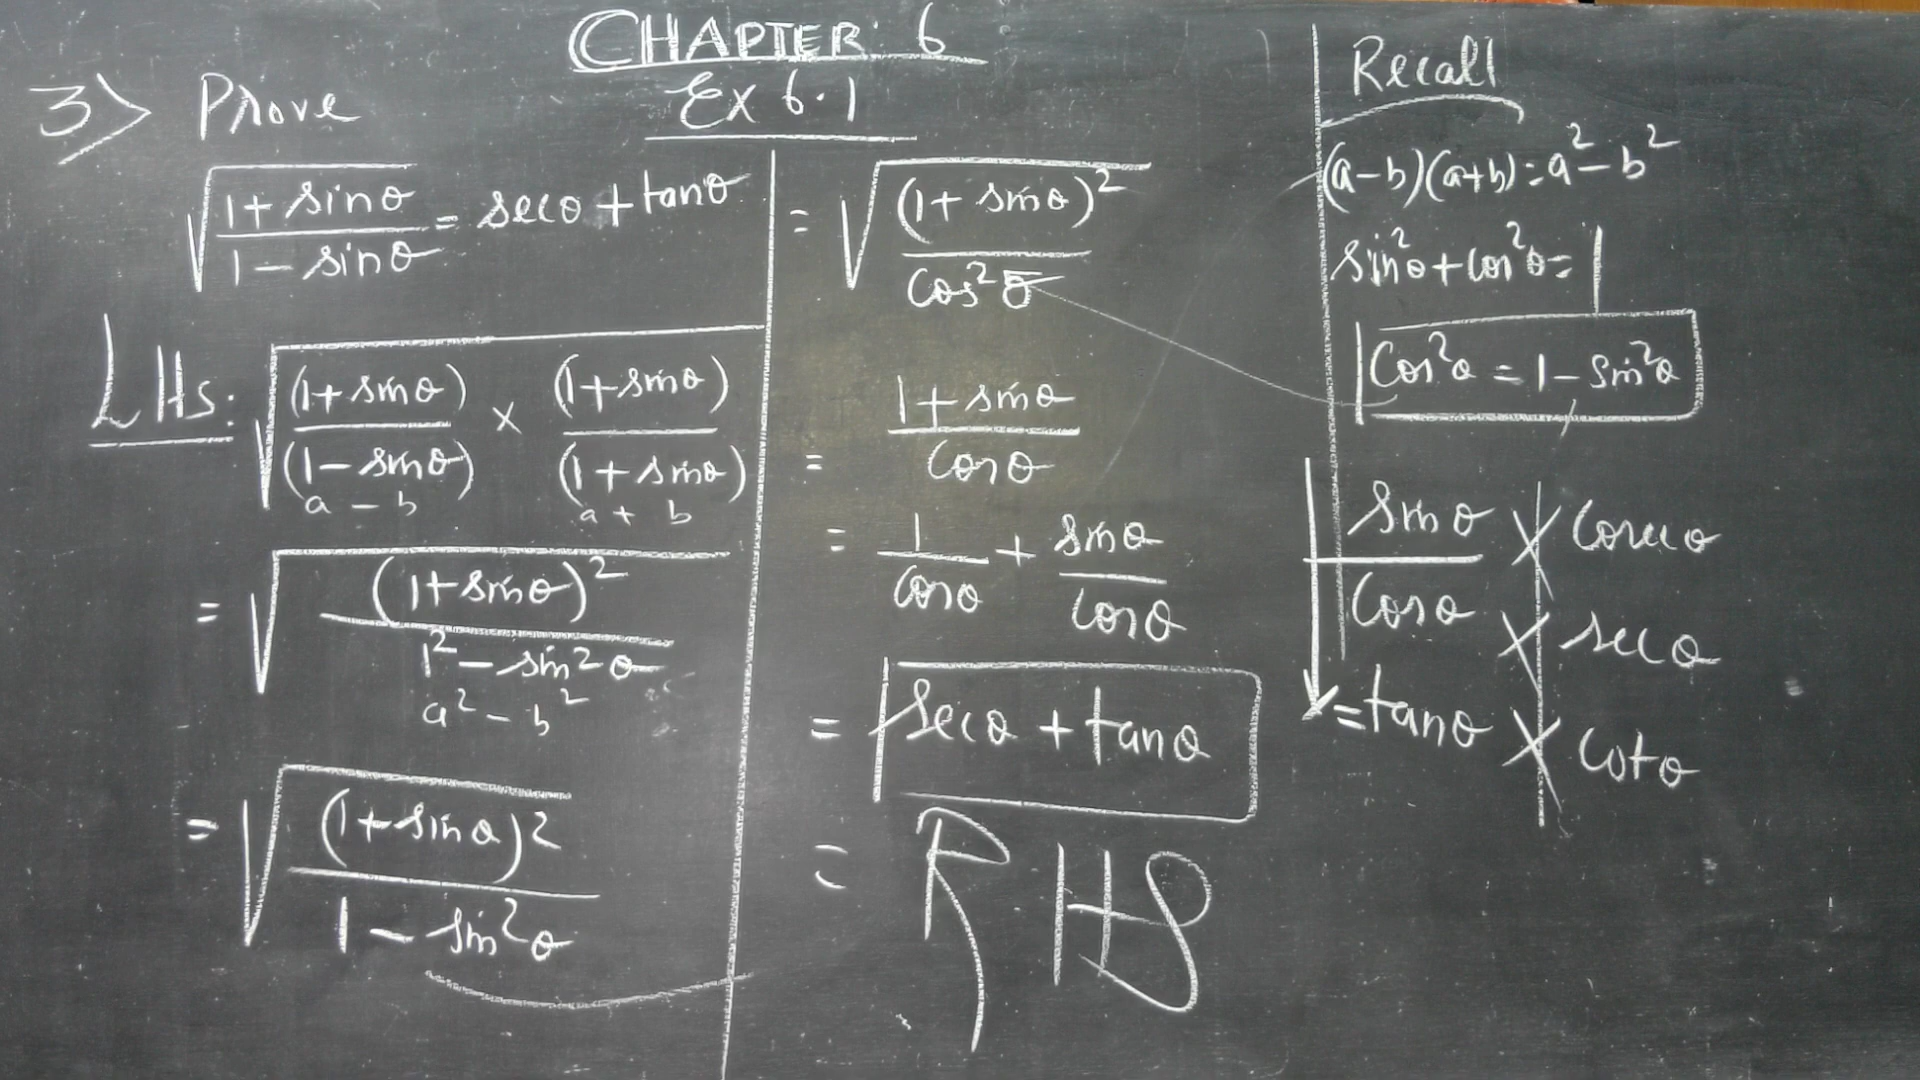 CHAPTER: 6
Ex 6.1
3> Prove
√((1 + sinθ)/(1 - sinθ)) = secθ + tanθ
LHS: √((1+sinθ)/(1-sinθ) × (1+sinθ)/(1+sinθ))
a - b a + b
= √((1+sinθ)²/(1² - sin²θ))
a² - b²
= √((1+sinθ)²/(1 - sin²θ))
= √((1+sinθ)²/cos²θ)
= (1+sinθ)/cosθ
= 1/cosθ + sinθ/cosθ
= secθ + tanθ
= RHS
Recall
(a-b)(a+b) = a² - b²
sin²θ + cos²θ = 1
Cos²θ = 1 - sin²θ
sinθ × cosecθ
cosθ × secθ
= tanθ × cotθ